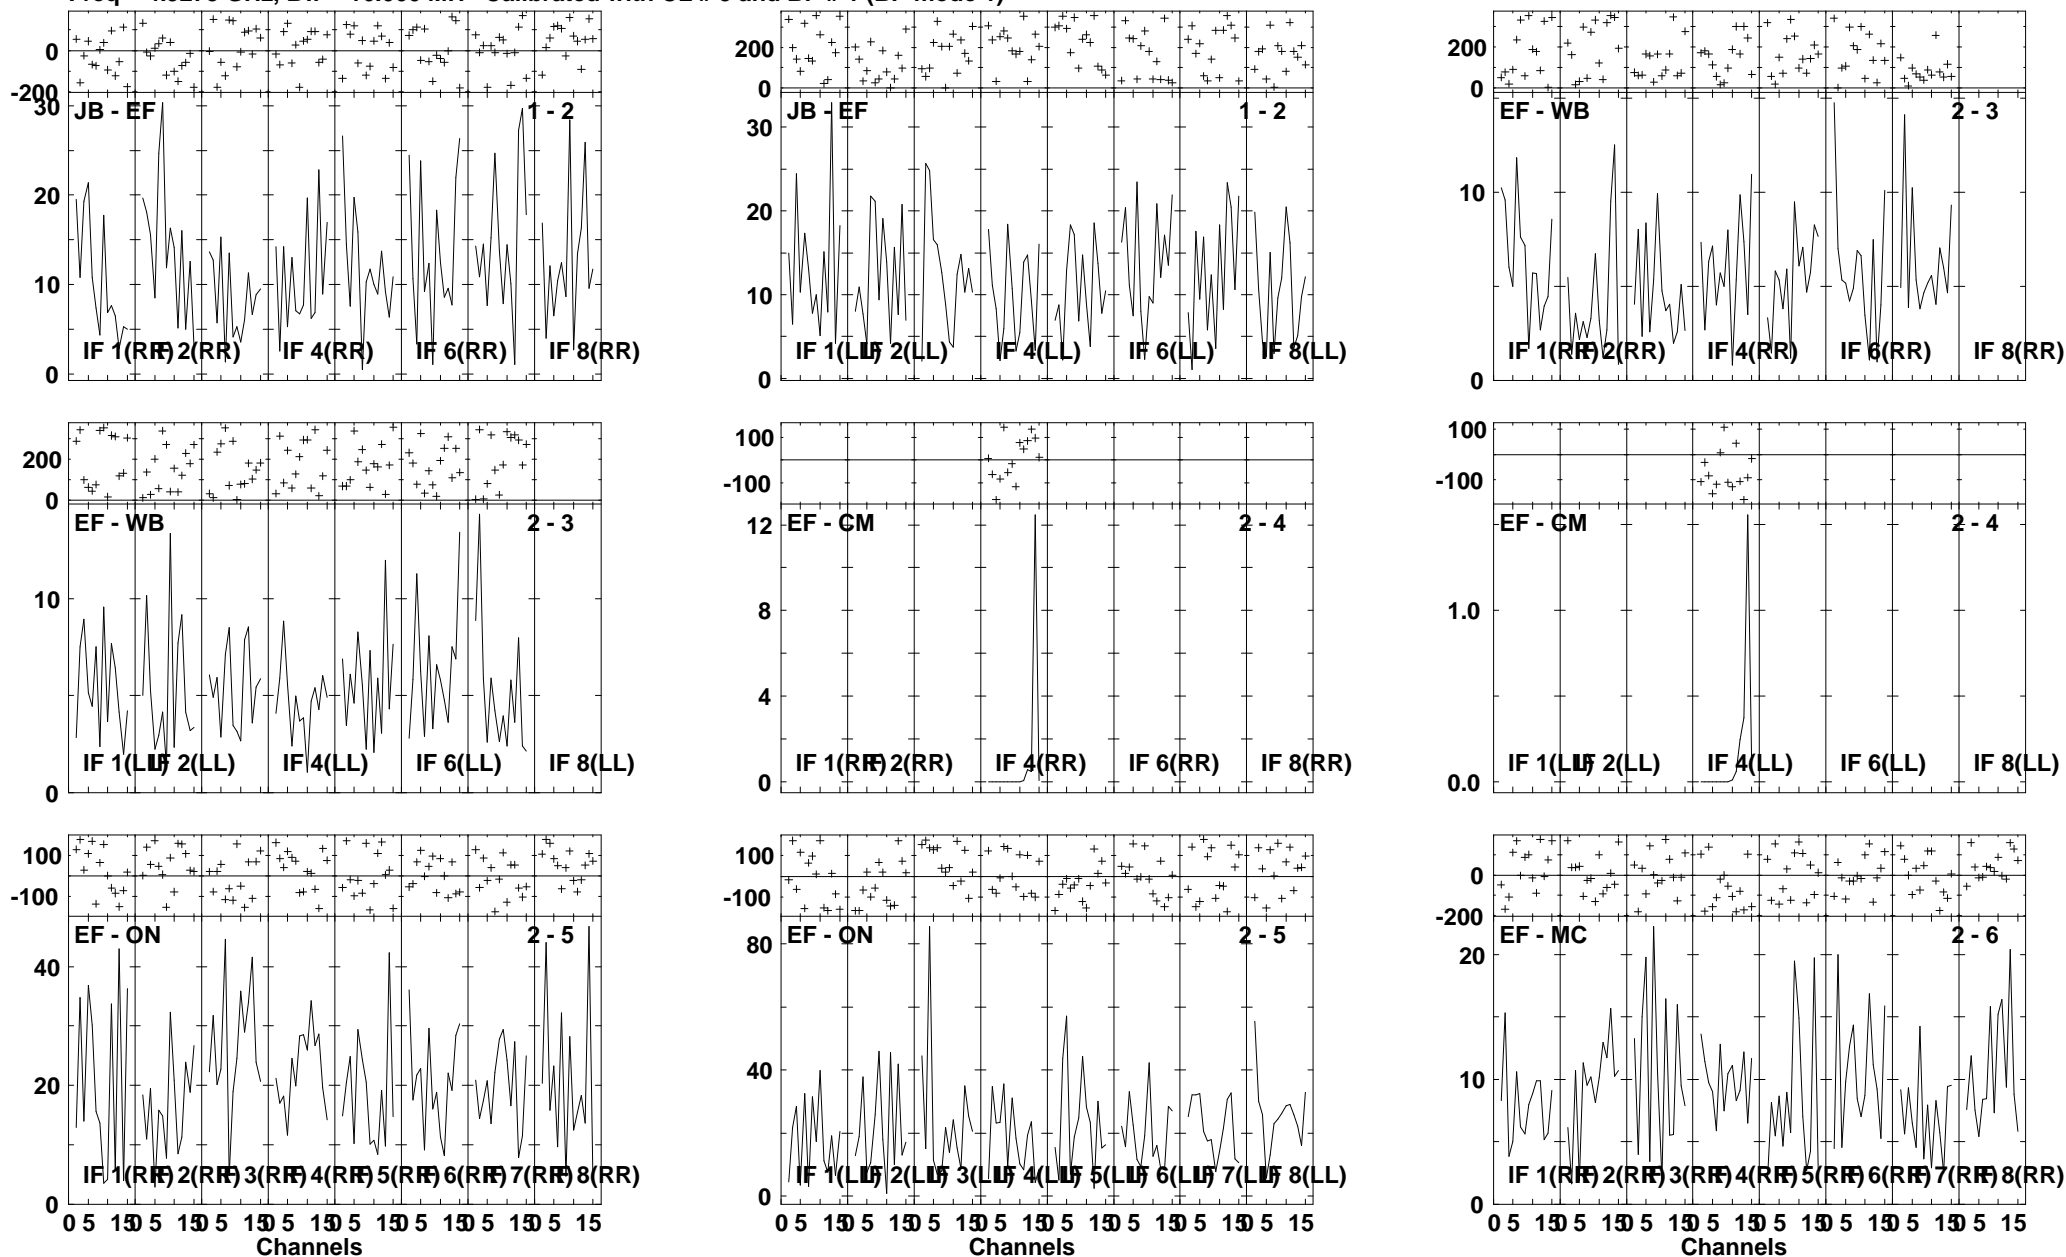 0
-200
30
20
10
0
JB - EF 1 - 2
IF 1(RR) IF 2(RR) IF 4(RR) IF 6(RR) IF 8(RR)
200
0
30
20
10
0
JB - EF 1 - 2
IF 1(LL) IF 2(LL) IF 4(LL) IF 6(LL) IF 8(LL)
200
0
10
0
EF - WB 2 - 3
IF 1(RR) IF 2(RR) IF 4(RR) IF 6(RR) IF 8(RR)
200
0
10
0
EF - WB 2 - 3
IF 1(LL) IF 2(LL) IF 4(LL) IF 6(LL) IF 8(LL)
100
-100
12
8
4
0
EF - CM 2 - 4
IF 1(RR) IF 2(RR) IF 4(RR) IF 6(RR) IF 8(RR)
100
-100
1.0
0.0
EF - CM 2 - 4
IF 1(LL) IF 2(LL) IF 4(LL) IF 6(LL) IF 8(LL)
100
-100
40
20
0
EF - ON 2 - 5
IF 1(RR) IF 2(RR) IF 3(RR) IF 4(RR) IF 5(RR) IF 6(RR) IF 7(RR) IF 8(RR)
0 5 15 0 5 15 0 5 15 0 5 15 0 5 15 0 5 15 0 5 15 0 5 15
Channels
100
-100
80
40
0
EF - ON 2 - 5
IF 1(LL) IF 2(LL) IF 3(LL) IF 4(LL) IF 5(LL) IF 6(LL) IF 7(LL) IF 8(LL)
0 5 15 0 5 15 0 5 15 0 5 15 0 5 15 0 5 15 0 5 15 0 5 15
Channels
0
-200
20
10
0
EF - MC 2 - 6
IF 1(RR) IF 2(RR) IF 3(RR) IF 4(RR) IF 5(RR) IF 6(RR) IF 7(RR) IF 8(RR)
0 5 15 0 5 15 0 5 15 0 5 15 0 5 15 0 5 15 0 5 15 0 5 15
Channels